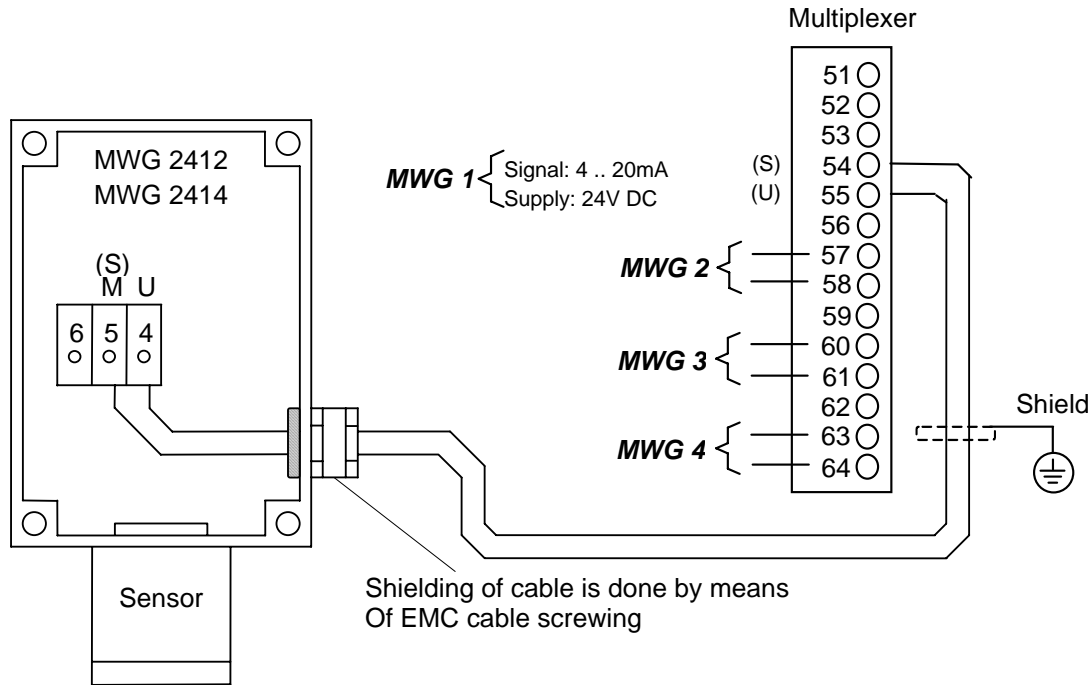 Multiplexer
51
52
53
(S) 54
(U) 55
56
57
58
59
60
61
62
63
64
MWG 2412
MWG 2414
(S)
M U
6 5 4
Sensor
MWG 1
Signal: 4 .. 20mA
Supply: 24V DC
MWG 2
MWG 3
MWG 4
Shield
Shielding of cable is done by means
Of EMC cable screwing